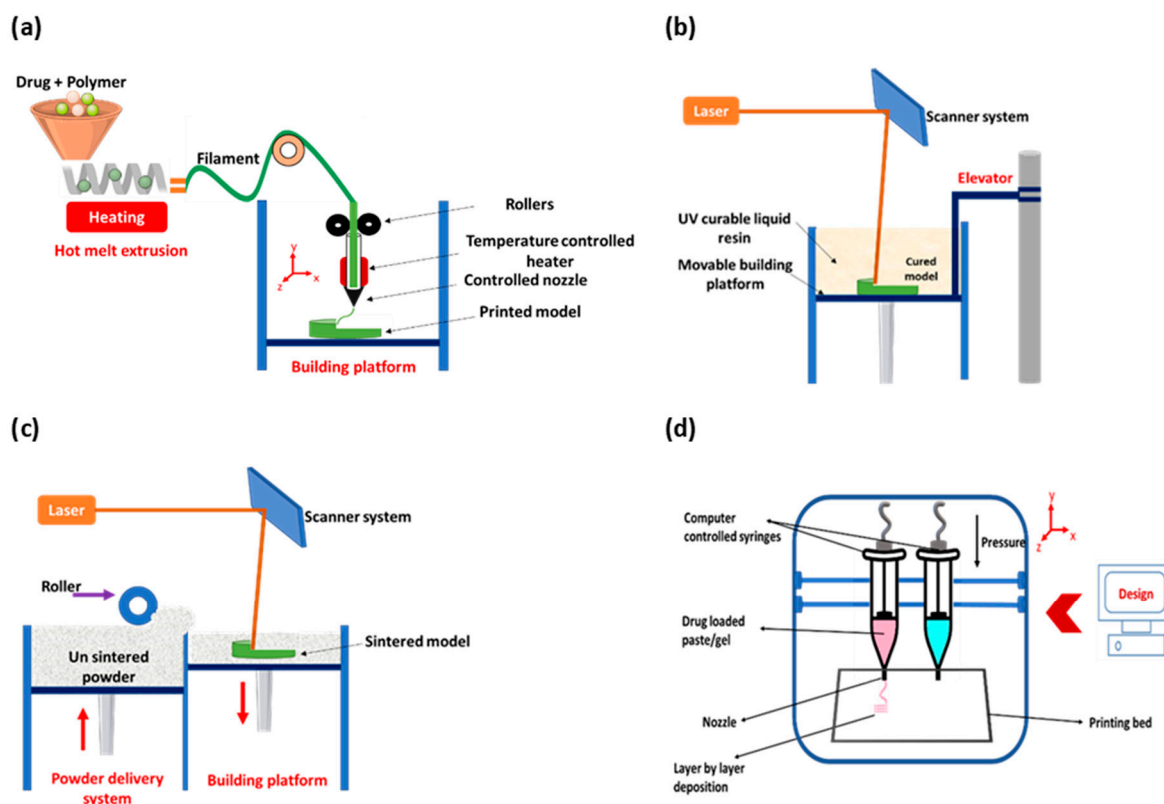 (a)
Drug + Polymer
Filament
Heating
Hot melt extrusion
Rollers
Temperature controlled
heater
Controlled nozzle
Printed model
Building platform
y
x
z
(b)
Laser
Scanner system
Elevator
UV curable liquid
resin
Cured
model
Movable building
platform
(c)
Laser
Scanner system
Roller
Un sintered
powder
Sintered model
Powder delivery
system
Building platform
(d)
Computer
controlled syringes
Pressure
y
x
z
Design
Drug loaded
paste/gel
Nozzle
Printing bed
Layer by layer
deposition